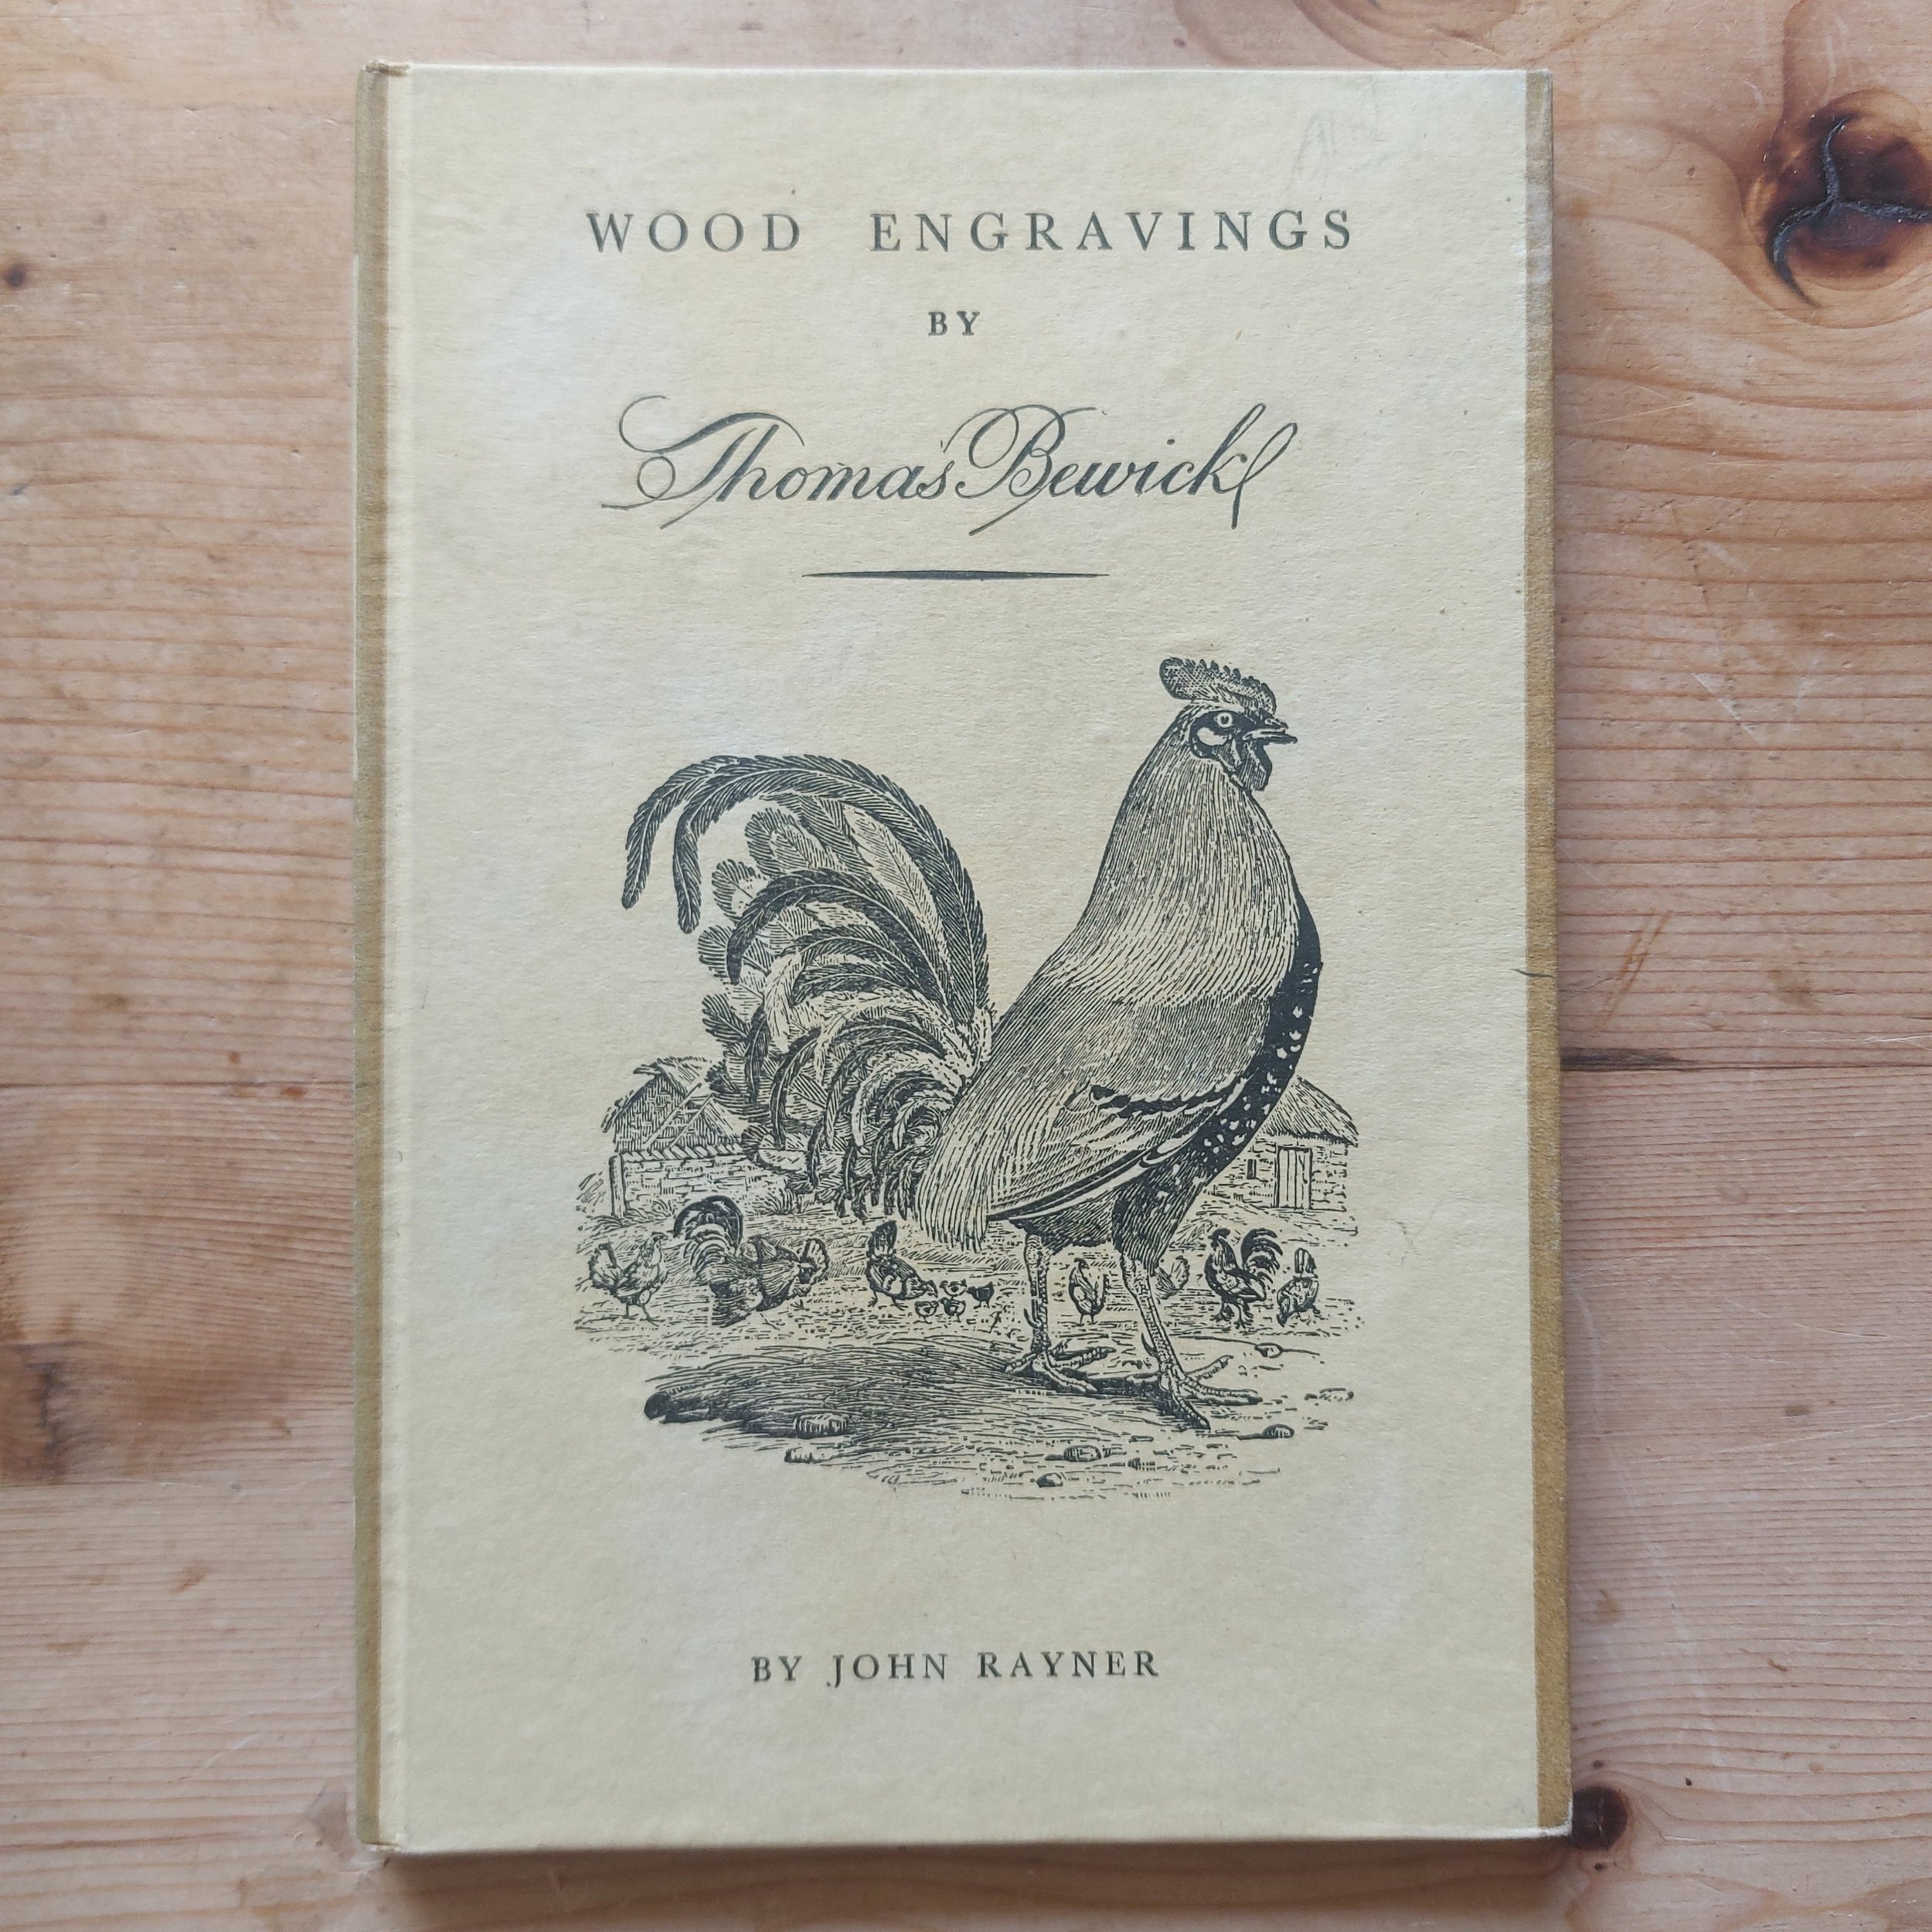 WOOD ENGRAVINGS
BY
Thomas Bewick
BY JOHN RAYNER